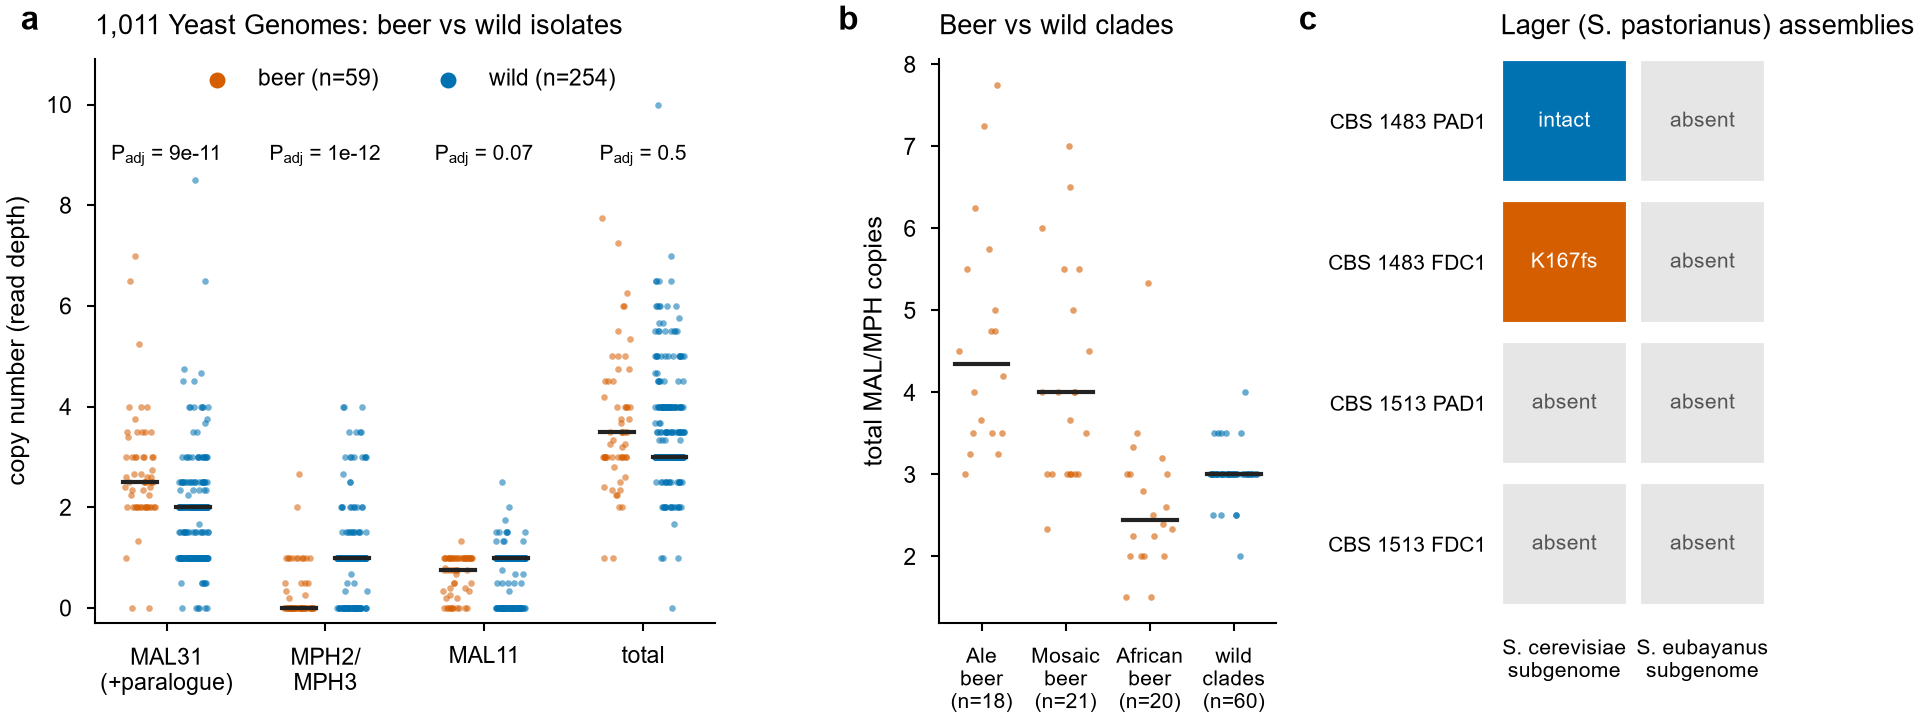 a
1,011 Yeast Genomes: beer vs wild isolates
beer (n=59)
wild (n=254)
Padj = 9e-11
Padj = 1e-12
Padj = 0.07
Padj = 0.5
copy number (read depth)
10
8
6
4
2
0
MAL31
(+paralogue)
MPH2/
MPH3
MAL11
total
b
Beer vs wild clades
total MAL/MPH copies
8
7
6
5
4
3
2
Ale
beer
(n=18)
Mosaic
beer
(n=21)
African
beer
(n=20)
wild
clades
(n=60)
c
Lager (S. pastorianus) assemblies
CBS 1483 PAD1
intact
absent
CBS 1483 FDC1
K167fs
absent
CBS 1513 PAD1
absent
absent
CBS 1513 FDC1
absent
absent
S. cerevisiae
subgenome
S. eubayanus
subgenome